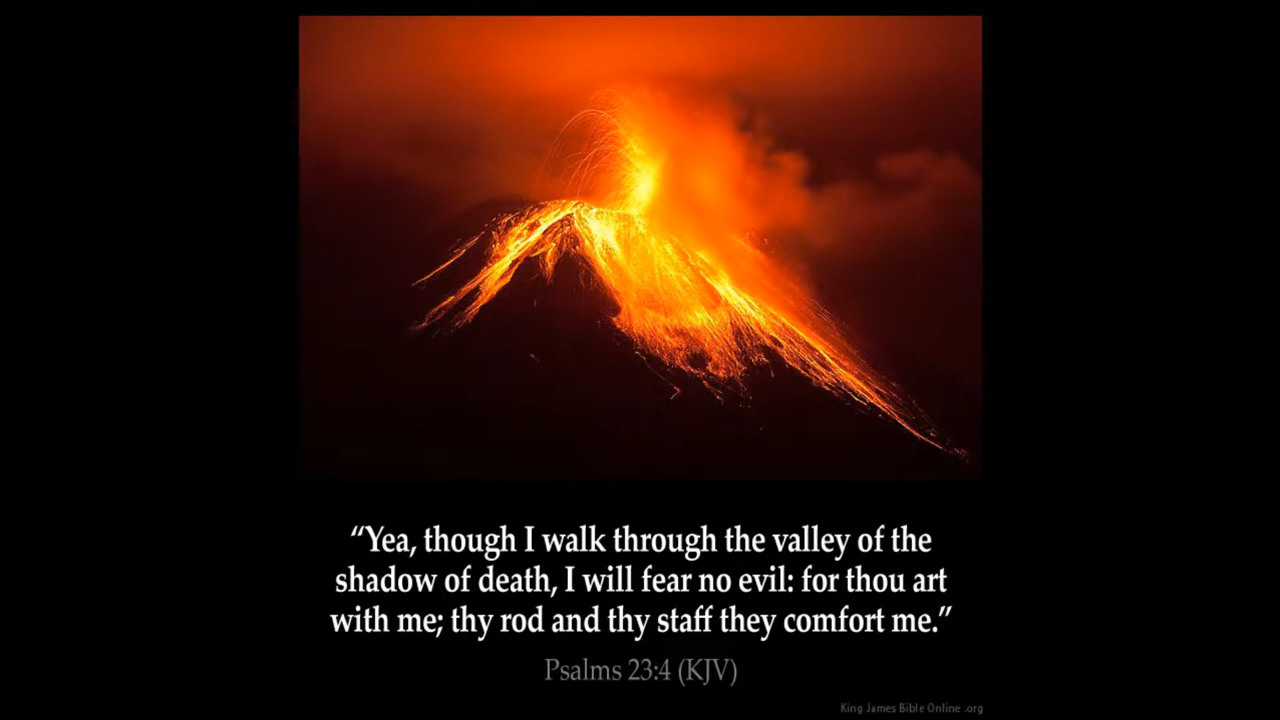 “Yea, though I walk through the valley of the
shadow of death, I will fear no evil: for thou art
with me; thy rod and thy staff they comfort me.”
Psalms 23:4 (KJV)
King James Bible Online .org